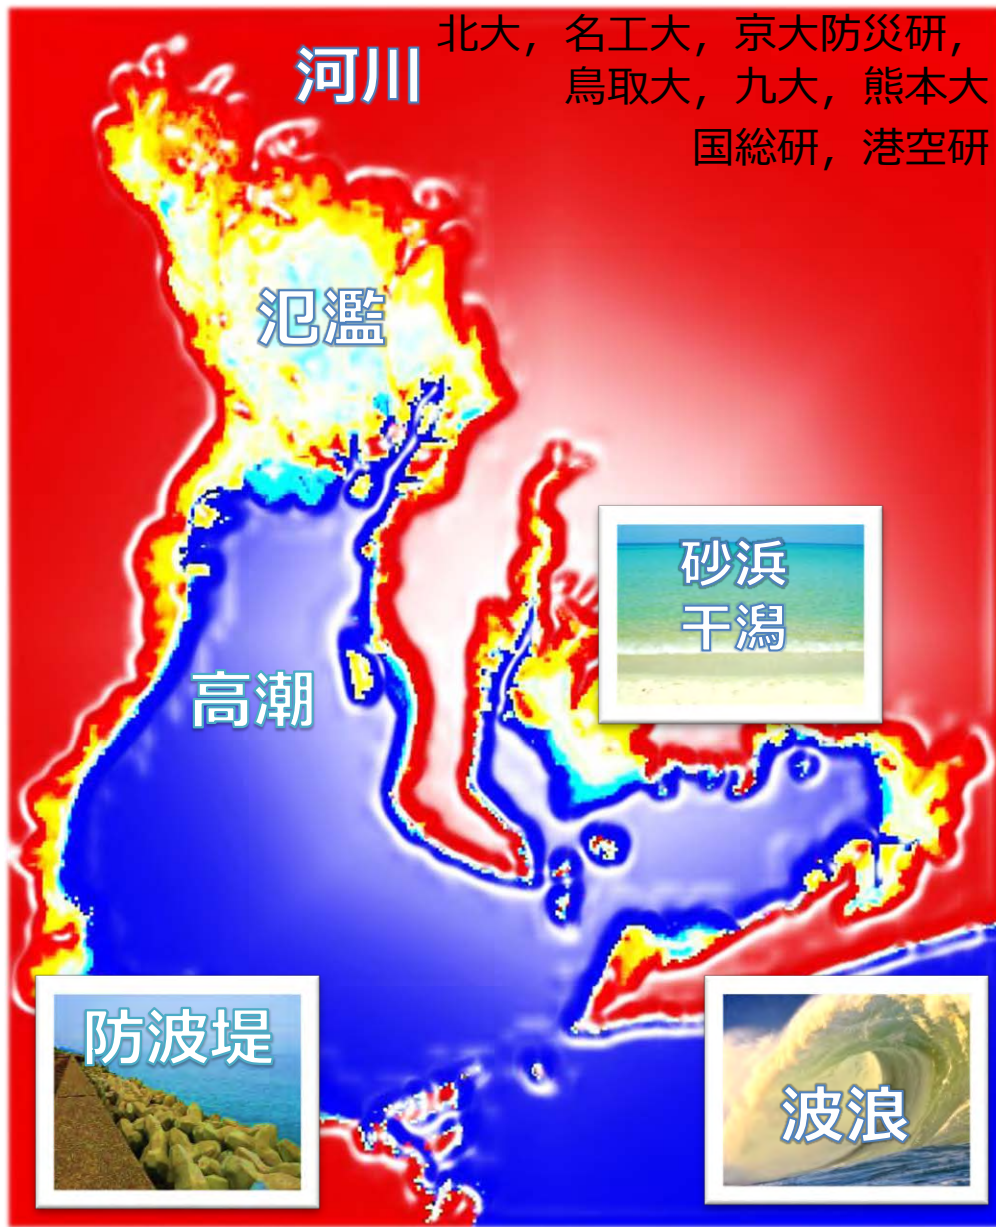 河川
北大，名工大，京大防災研，
鳥取大，九大，熊本大
国総研，港空研
氾濫
砂浜
干潟
高潮
防波堤
波浪